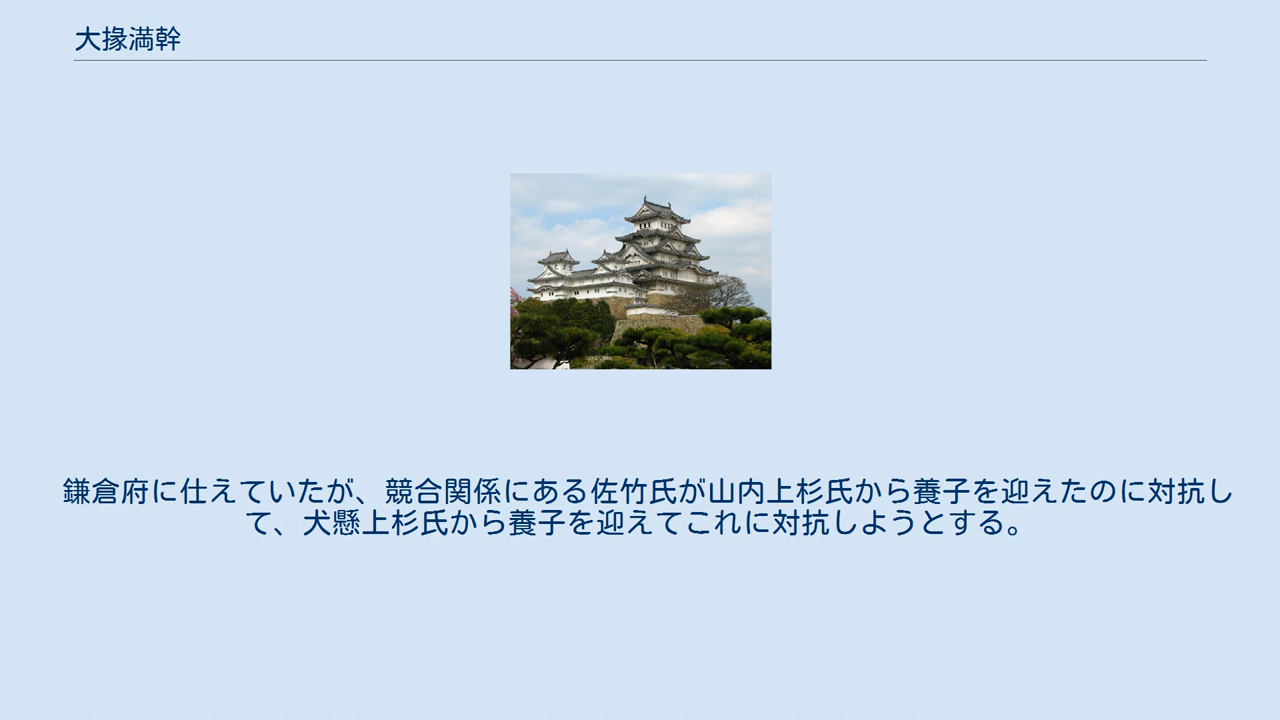 大掾満幹
鎌倉府に仕えていたが、競合関係にある佐竹氏が山内上杉氏から養子を迎えたのに対抗し
て、犬懸上杉氏から養子を迎えてこれに対抗しようとする。